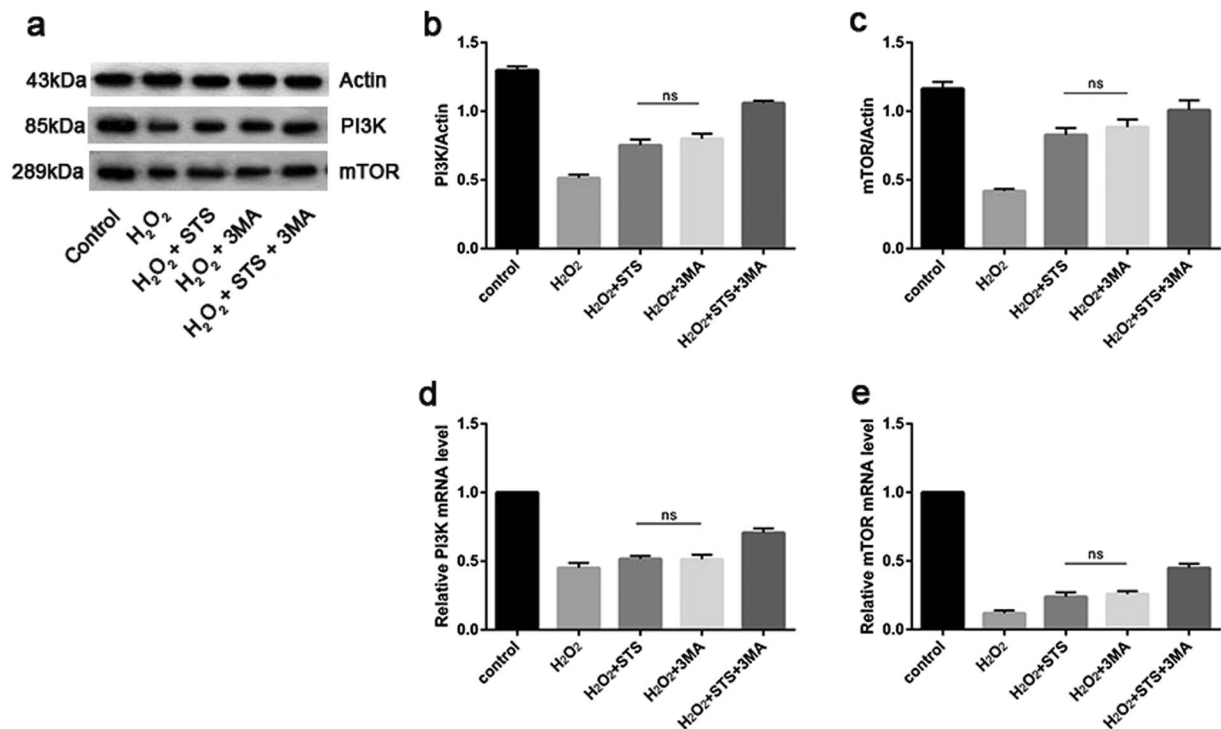 a
43kDa Actin
85kDa PI3K
289kDa mTOR
Control
H₂O₂
H₂O₂ + STS
H₂O₂ + 3MA
H₂O₂ + STS + 3MA
b
PI3K/Actin
1.5
1.0
0.5
0.0
ns
control
H₂O₂
H₂O₂+STS
H₂O₂+3MA
H₂O₂+STS+3MA
c
mTOR/Actin
1.5
1.0
0.5
0.0
ns
control
H₂O₂
H₂O₂+STS
H₂O₂+3MA
H₂O₂+STS+3MA
d
Relative PI3K mRNA level
1.5
1.0
0.5
0.0
ns
control
H₂O₂
H₂O₂+STS
H₂O₂+3MA
H₂O₂+STS+3MA
e
Relative mTOR mRNA level
1.5
1.0
0.5
0.0
ns
control
H₂O₂
H₂O₂+STS
H₂O₂+3MA
H₂O₂+STS+3MA